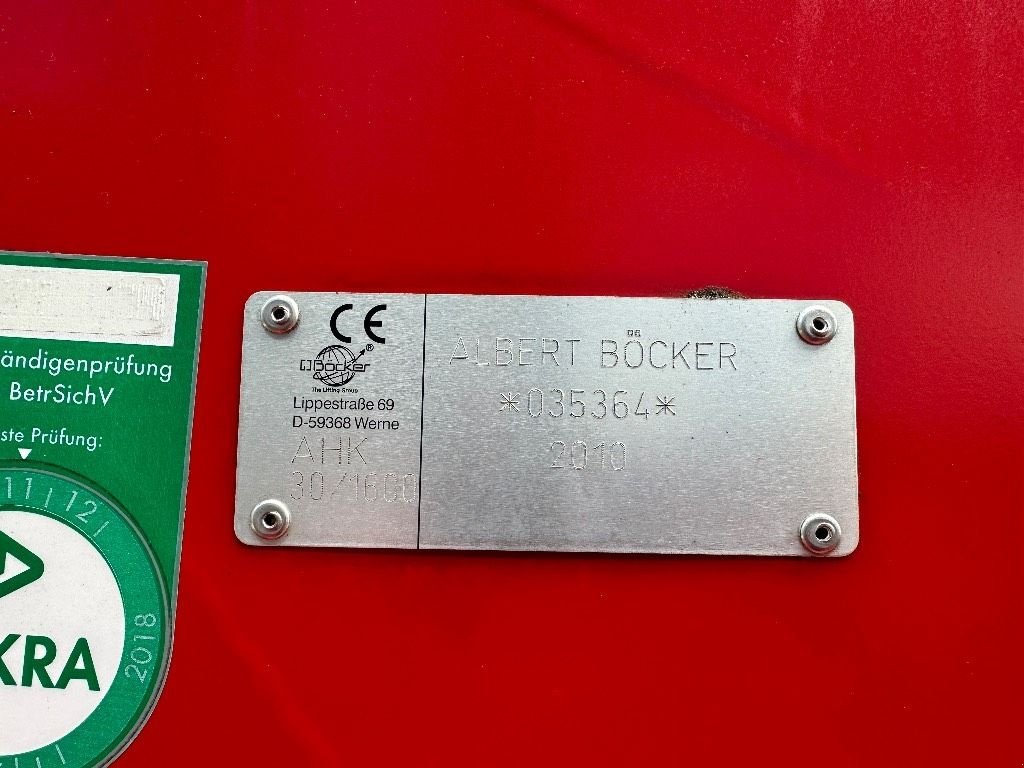 ändigenprüfung
BetrSichV
ste Prüfung:
11 12
2018
KRA
CE
Böcker®
The Lifting Group
Lippestraße 69
D-59368 Werne
AHK
30/1600
ALBERT BÖCKER
*035364*
2010